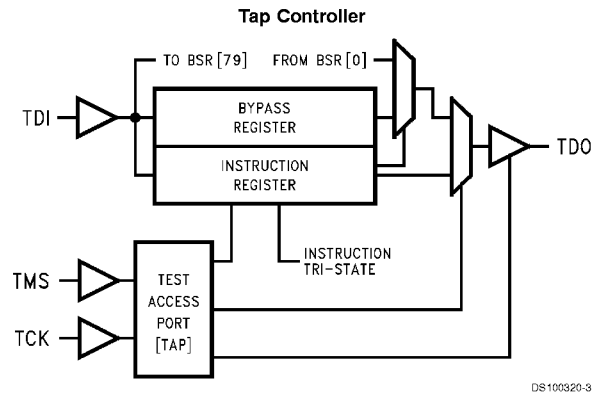 Tap Controller
TO BSR [79] FROM BSR [0]
TDI
BYPASS
REGISTER
TDO
INSTRUCTION
REGISTER
INSTRUCTION
TRI-STATE
TMS
TCK
TEST
ACCESS
PORT
[TAP]
DS100320-3